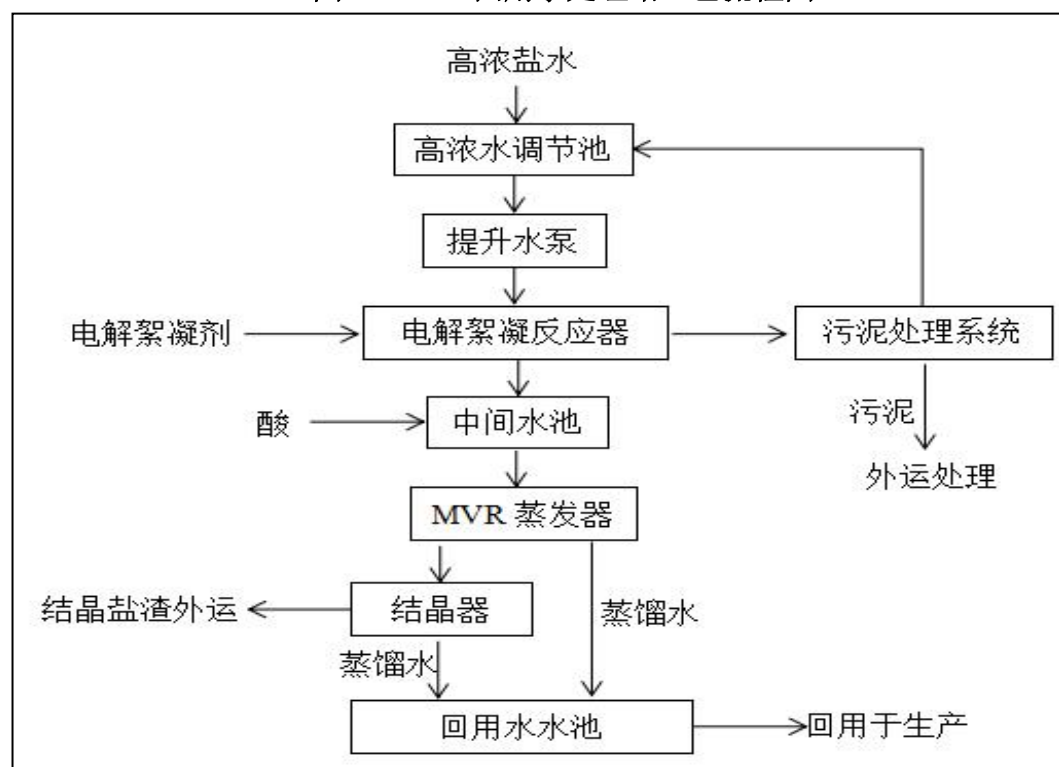 高浓盐水
高浓水调节池
提升水泵
电解絮凝剂
电解絮凝反应器
污泥处理系统
酸
中间水池
污泥
外运处理
MVR 蒸发器
结晶盐渣外运
结晶器
蒸馏水
蒸馏水
回用水水池
回用于生产